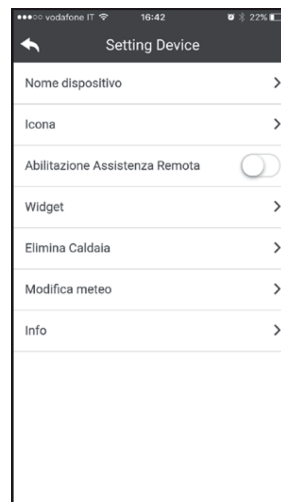 vodafone IT 16:42 22%
Setting Device
Nome dispositivo
Icona
Abilitazione Assistenza Remota
Widget
Elimina Caldaia
Modifica meteo
Info